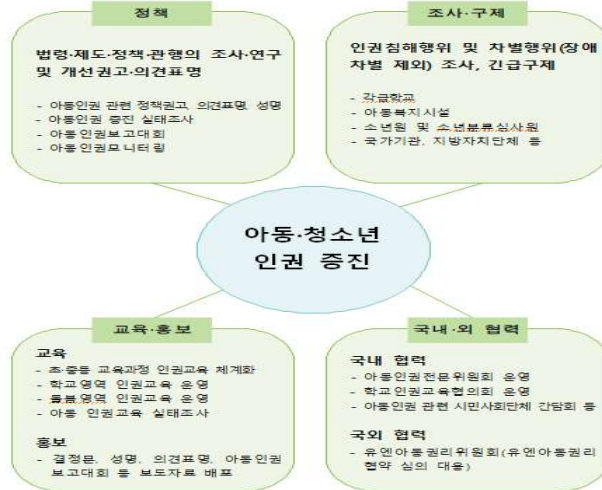 정책
법령·제도·정책·관행의 조사·연구
및 개선권고·의견표명
- 아동인권 관련 정책권고, 의견표명, 성명
- 아동인권 증진 실태조사
- 아동인권보고대회
- 아동인권모니터링
조사·구제
인권침해행위 및 차별행위(장애
차별 제외) 조사, 긴급구제
- 각급학교
- 아동복지시설
- 소년원 및 소년분류심사원
- 국가기관, 지방자치단체 등
아동·청소년
인권 증진
교육·홍보
교육
- 초·중등 교육과정 인권교육 체계화
- 학교영역 인권교육 운영
- 돌봄영역 인권교육 운영
- 아동 인권교육 실태조사
홍보
- 결정문, 성명, 의견표명, 아동인권
보고대회 등 보도자료 배포
국내·외 협력
국내 협력
- 아동인권전문위원회 운영
- 학교인권교육협의회 운영
- 아동인권 관련 시민사회단체 간담회 등
국외 협력
- 유엔아동권리위원회(유엔아동권리
협약 심의 대응)